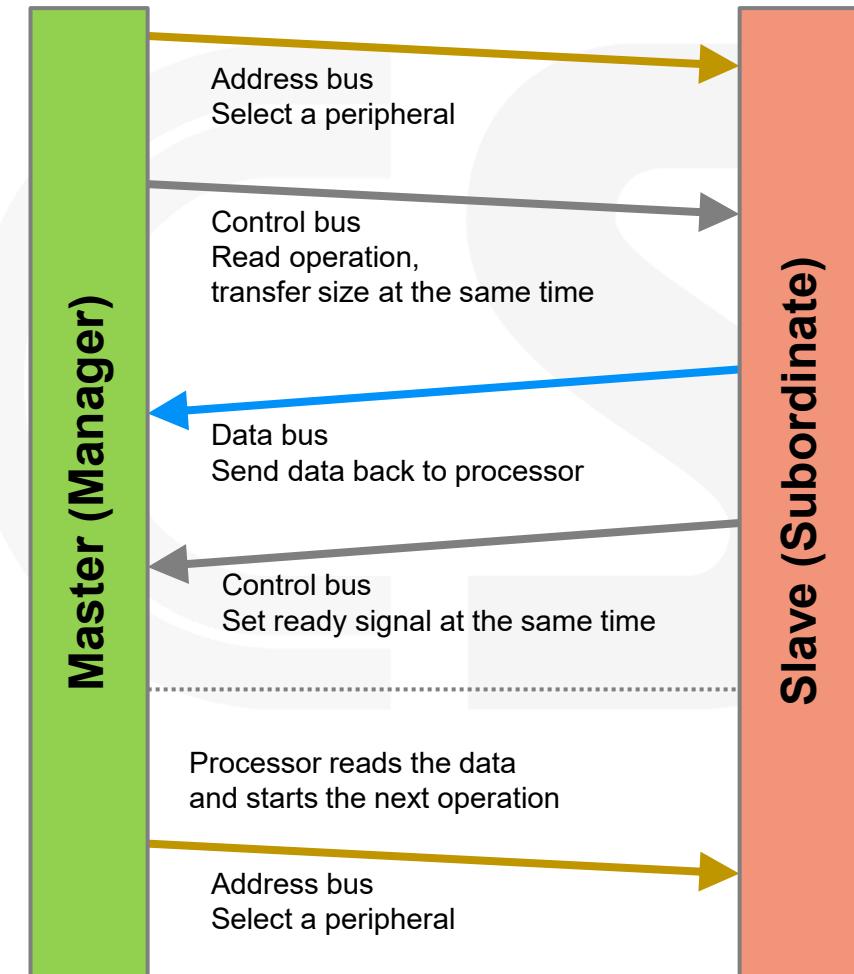 Master (Manager)
Slave (Subordinate)
Address bus
Select a peripheral
Control bus
Read operation,
transfer size at the same time
Data bus
Send data back to processor
Control bus
Set ready signal at the same time
Processor reads the data
and starts the next operation
Address bus
Select a peripheral